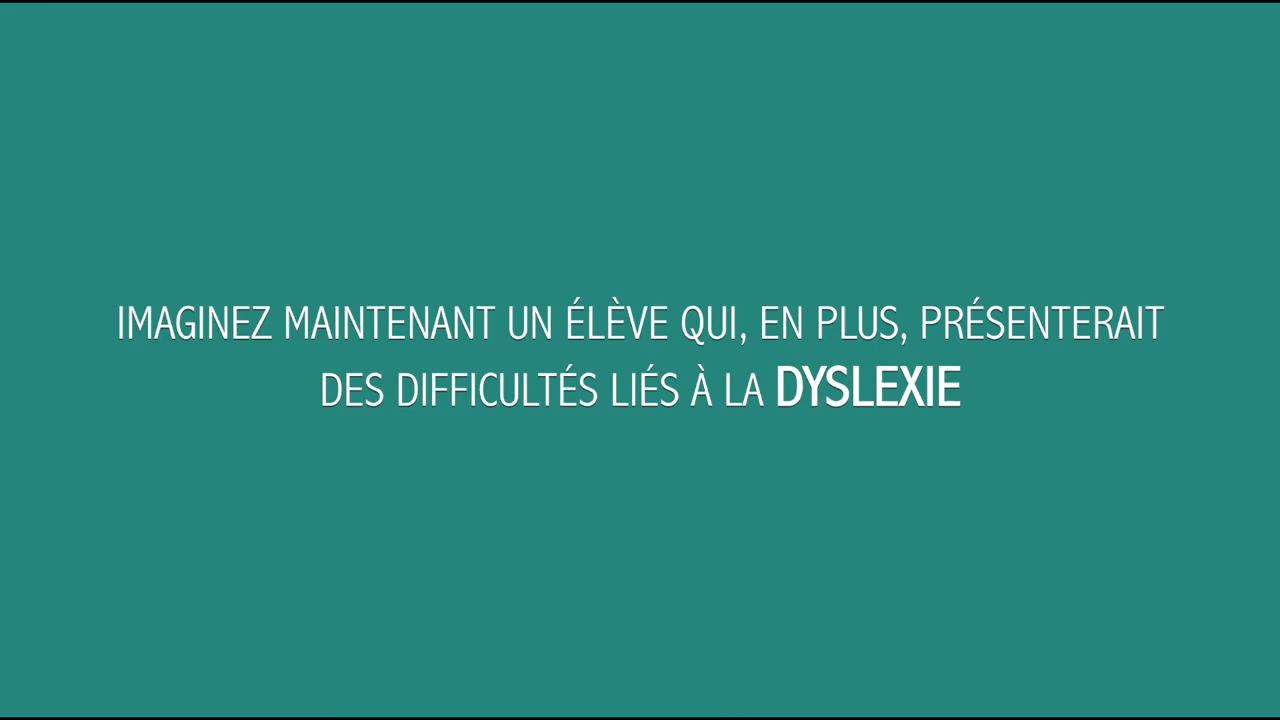 IMAGINEZ MAINTENANT UN ÉLÈVE QUI, EN PLUS, PRÉSENTERAIT
DES DIFFICULTÉS LIÉS À LA DYSLEXIE